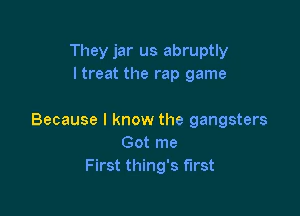 They jar us abruptly
I treat the rap game
Because I know the gangsters
Got me
First thing's first